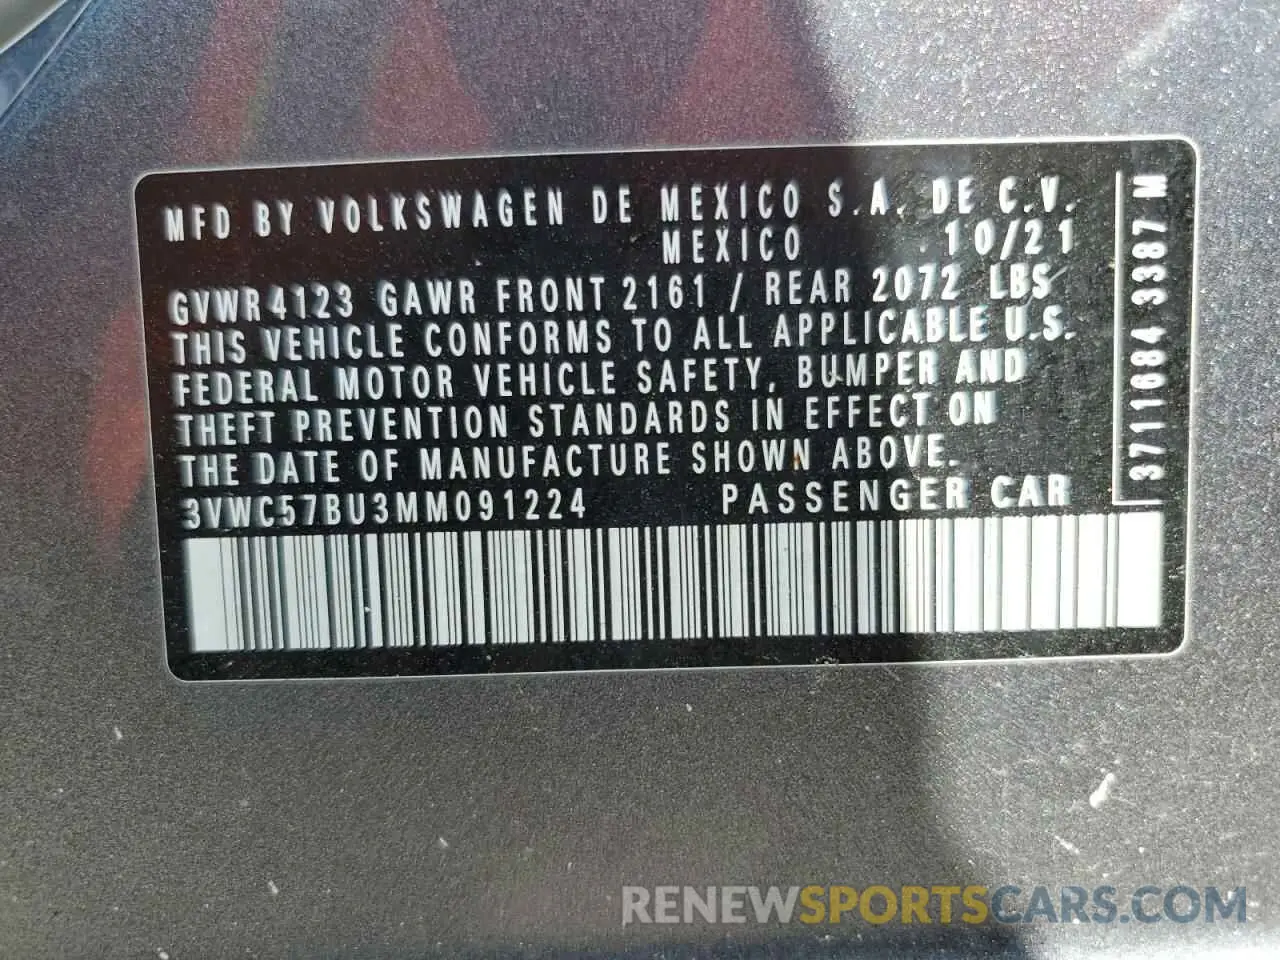 MFD BY VOLKSWAGEN DE MEXICO S.A. DE C.V.
MEXICO 10/21
GVWR 4123 GAWR FRONT 2161 / REAR 2072 LBS
THIS VEHICLE CONFORMS TO ALL APPLICABLE U.S.
FEDERAL MOTOR VEHICLE SAFETY, BUMPER AND
THEFT PREVENTION STANDARDS IN EFFECT ON
THE DATE OF MANUFACTURE SHOWN ABOVE.
3VWC57BU3MM091224 PASSENGER CAR
3711684 3387 M
RENEWSPORTSCARS.COM